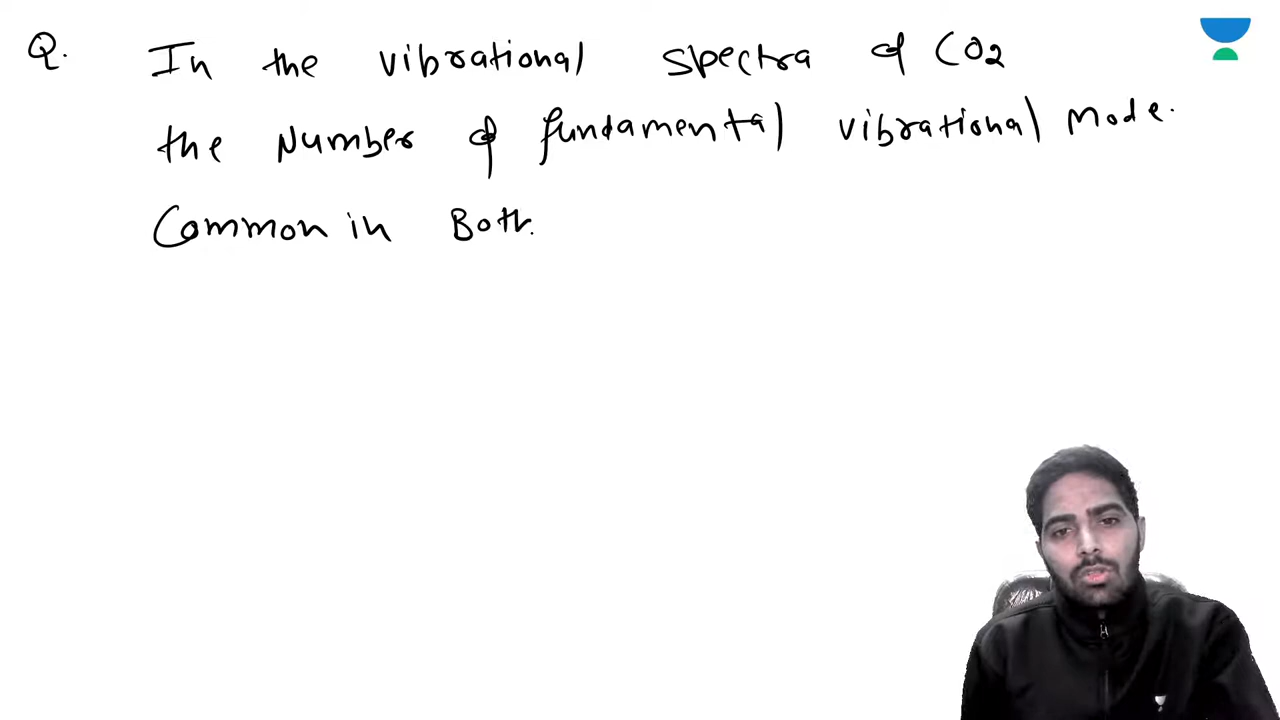 Q. In the vibrational spectra of CO2
the Number of fundamental vibrational mode.
Common in Both.